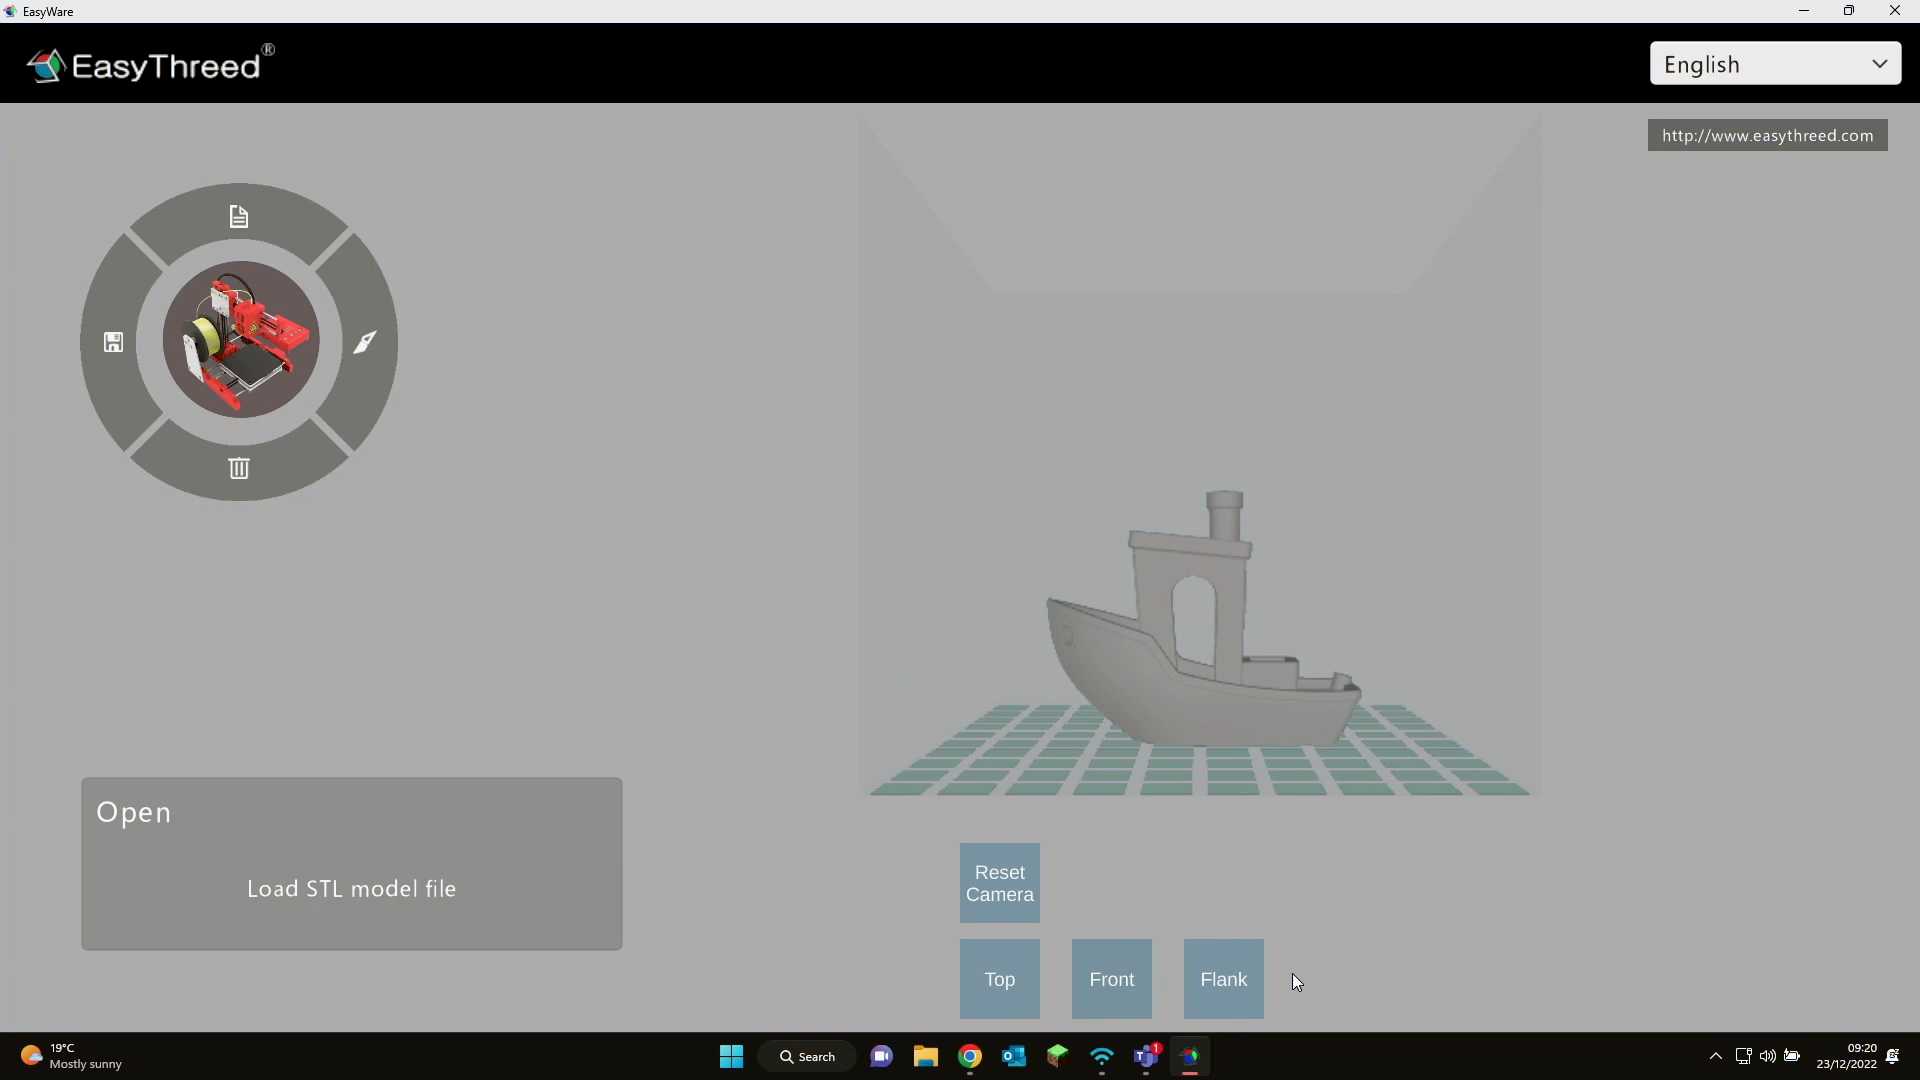 EasyWare
EasyThreed®
English
http://www.easythreed.com
Open
Load STL model file
Reset
Camera
Top
Front
Flank
19°C
Mostly sunny
Search
1
09:20
23/12/2022